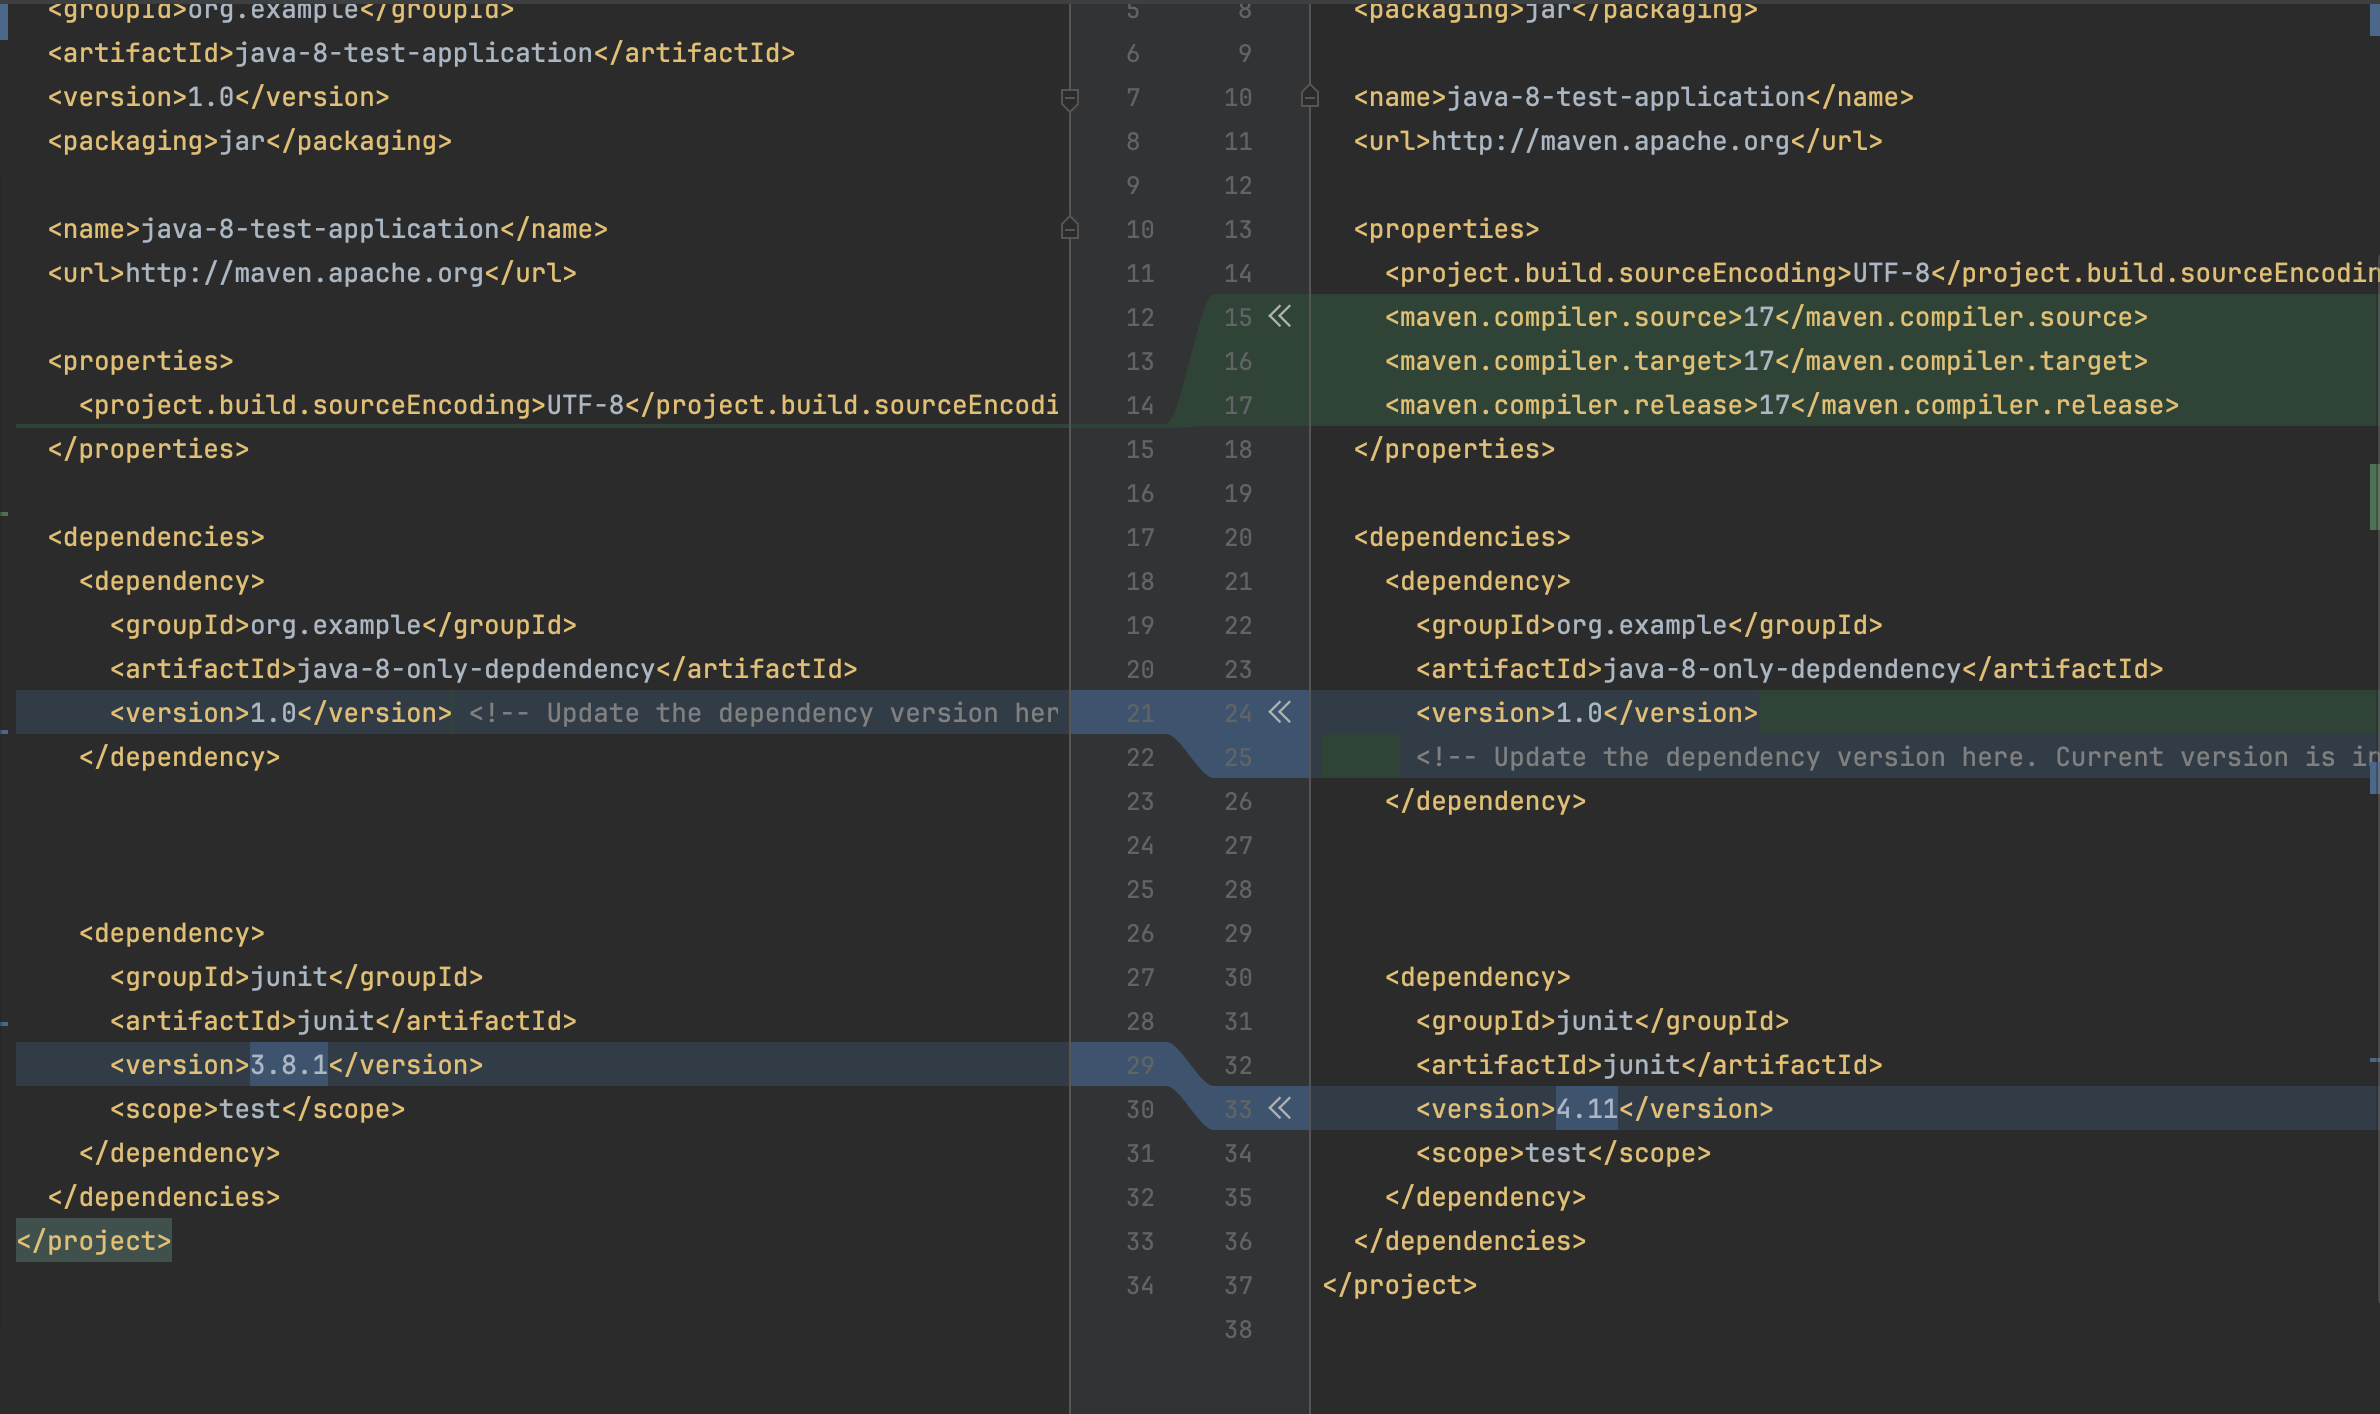 <groupId>org.example</groupId>
<artifactId>java-8-test-application</artifactId>
<version>1.0</version>
<packaging>jar</packaging>
<name>java-8-test-application</name>
<url>http://maven.apache.org</url>
<properties>
<project.build.sourceEncoding>UTF-8</project.build.sourceEncodi
</properties>
<dependencies>
<dependency>
<groupId>org.example</groupId>
<artifactId>java-8-only-depdendency</artifactId>
<version>1.0</version> <!-- Update the dependency version her
</dependency>
<dependency>
<groupId>junit</groupId>
<artifactId>junit</artifactId>
<version>3.8.1</version>
<scope>test</scope>
</dependency>
</dependencies>
</project>
5 8
6 9
7 10
8 11
9 12
10 13
11 14
12 15
13 16
14 17
15 18
16 19
17 20
18 21
19 22
20 23
21 24
22 25
23 26
24 27
25 28
26 29
27 30
28 31
29 32
30 33
31 34
32 35
33 36
34 37
38
<packaging>jar</packaging>
<name>java-8-test-application</name>
<url>http://maven.apache.org</url>
<properties>
<project.build.sourceEncoding>UTF-8</project.build.sourceEncodin
<maven.compiler.source>17</maven.compiler.source>
<maven.compiler.target>17</maven.compiler.target>
<maven.compiler.release>17</maven.compiler.release>
</properties>
<dependencies>
<dependency>
<groupId>org.example</groupId>
<artifactId>java-8-only-depdendency</artifactId>
<version>1.0</version>
<!-- Update the dependency version here. Current version is in
</dependency>
<dependency>
<groupId>junit</groupId>
<artifactId>junit</artifactId>
<version>4.11</version>
<scope>test</scope>
</dependency>
</dependencies>
</project>